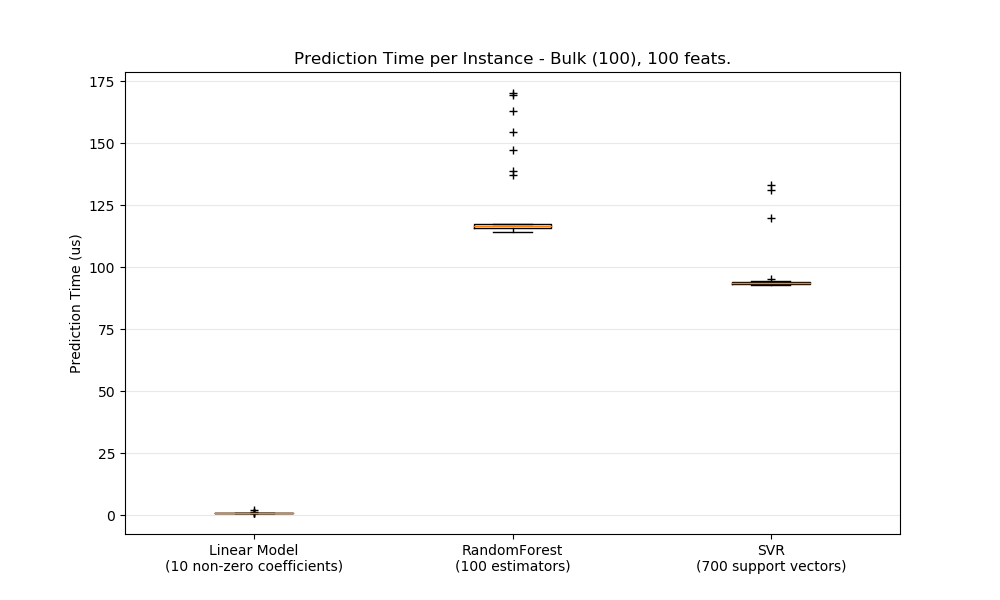 Prediction Time per Instance - Bulk (100), 100 feats.
175
150
125
100
75
50
25
0
Prediction Time (us)
Linear Model
(10 non-zero coefficients)
RandomForest
(100 estimators)
SVR
(700 support vectors)